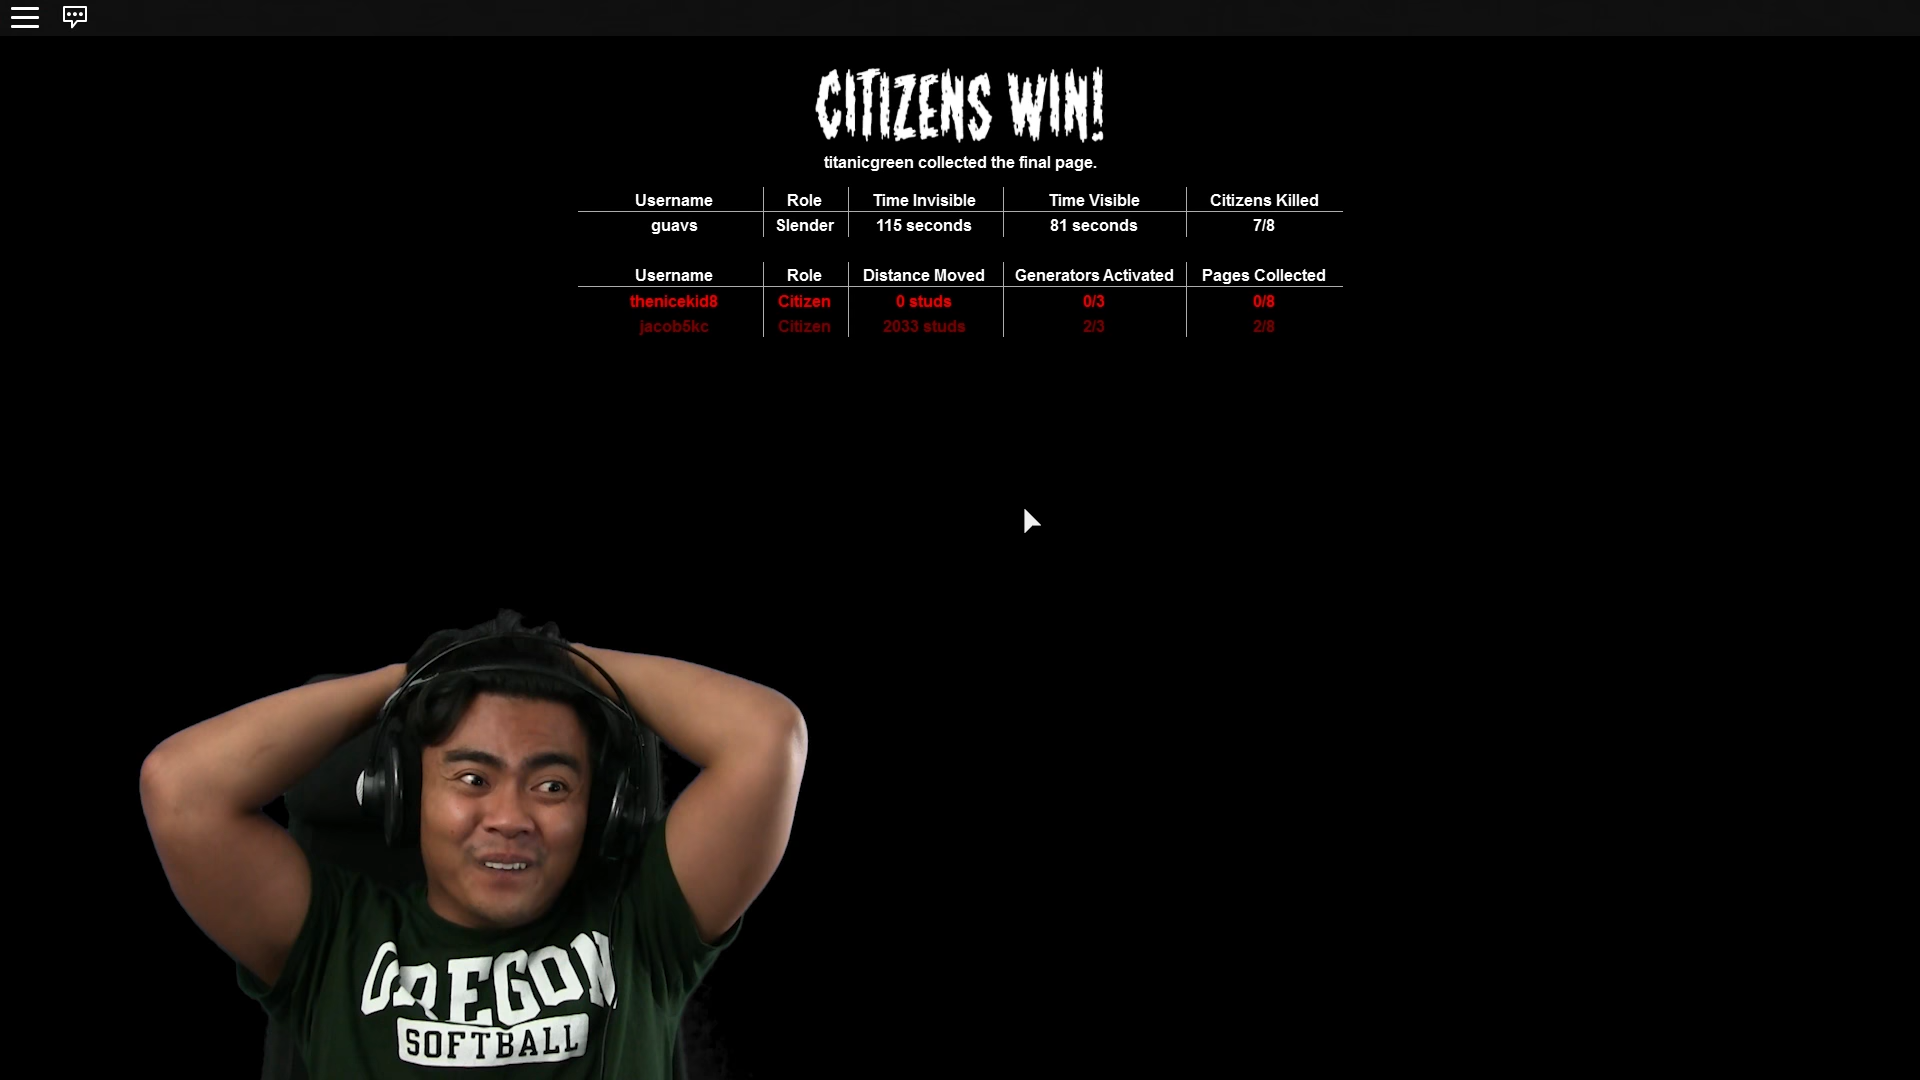 CITIZENS WIN!
titanicgreen collected the final page.
Username Role Time Invisible Time Visible Citizens Killed
guavs Slender 115 seconds 81 seconds 7/8
Username Role Distance Moved Generators Activated Pages Collected
thenicekid8 Citizen 0 studs 0/3 0/8
jacob5kc Citizen 2033 studs 2/3 2/8
OREGON
SOFTBALL